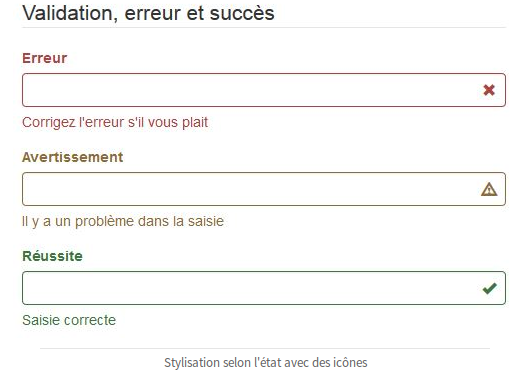 Validation, erreur et succès
Erreur
Corrigez l'erreur s'il vous plait
Avertissement
Il y a un problème dans la saisie
Réussite
Saisie correcte
Stylisation selon l'état avec des icônes